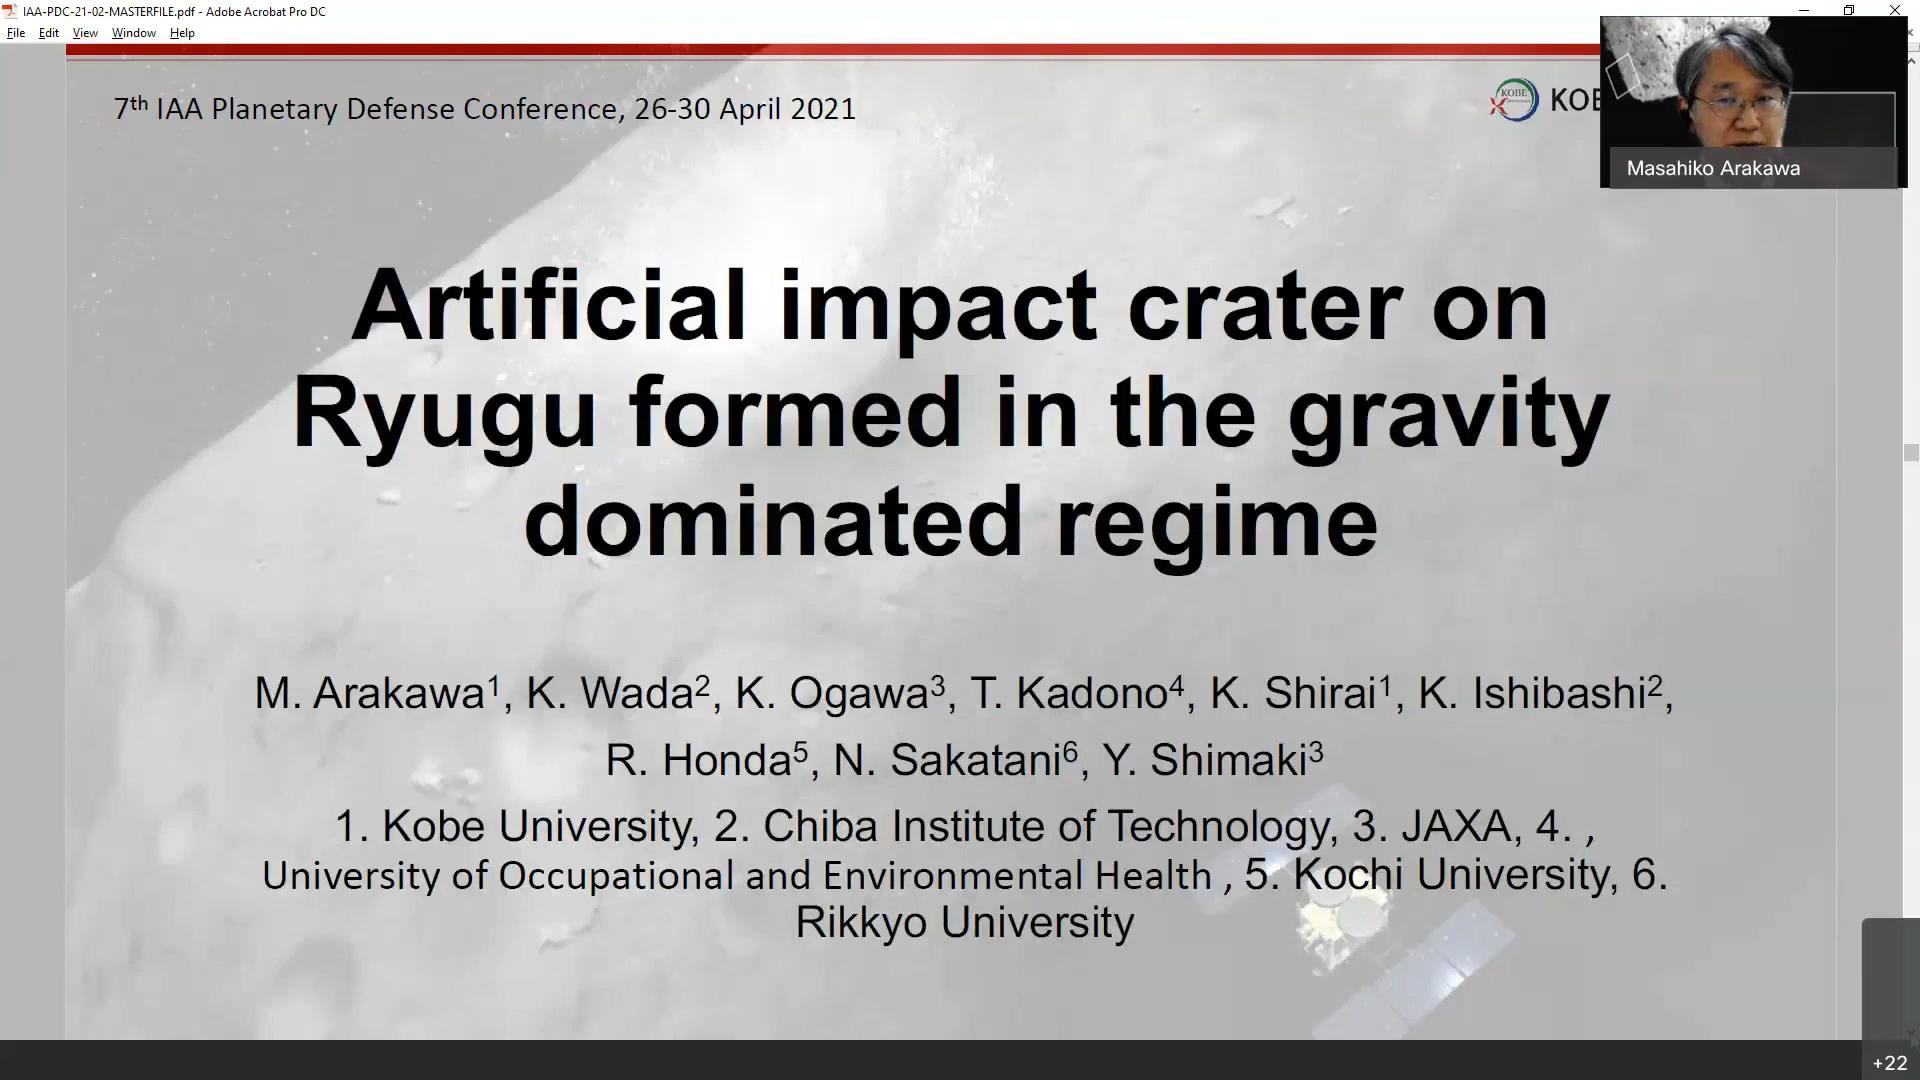 IAA-PDC-21-02-MASTERFILE.pdf - Adobe Acrobat Pro DC
File Edit View Window Help
7th IAA Planetary Defense Conference, 26-30 April 2021
KOBE
Masahiko Arakawa
Artificial impact crater on
Ryugu formed in the gravity
dominated regime
M. Arakawa1, K. Wada2, K. Ogawa3, T. Kadono4, K. Shirai1, K. Ishibashi2,
R. Honda5, N. Sakatani6, Y. Shimaki3
1. Kobe University, 2. Chiba Institute of Technology, 3. JAXA, 4. ,
University of Occupational and Environmental Health , 5. Kochi University, 6.
Rikkyo University
+22